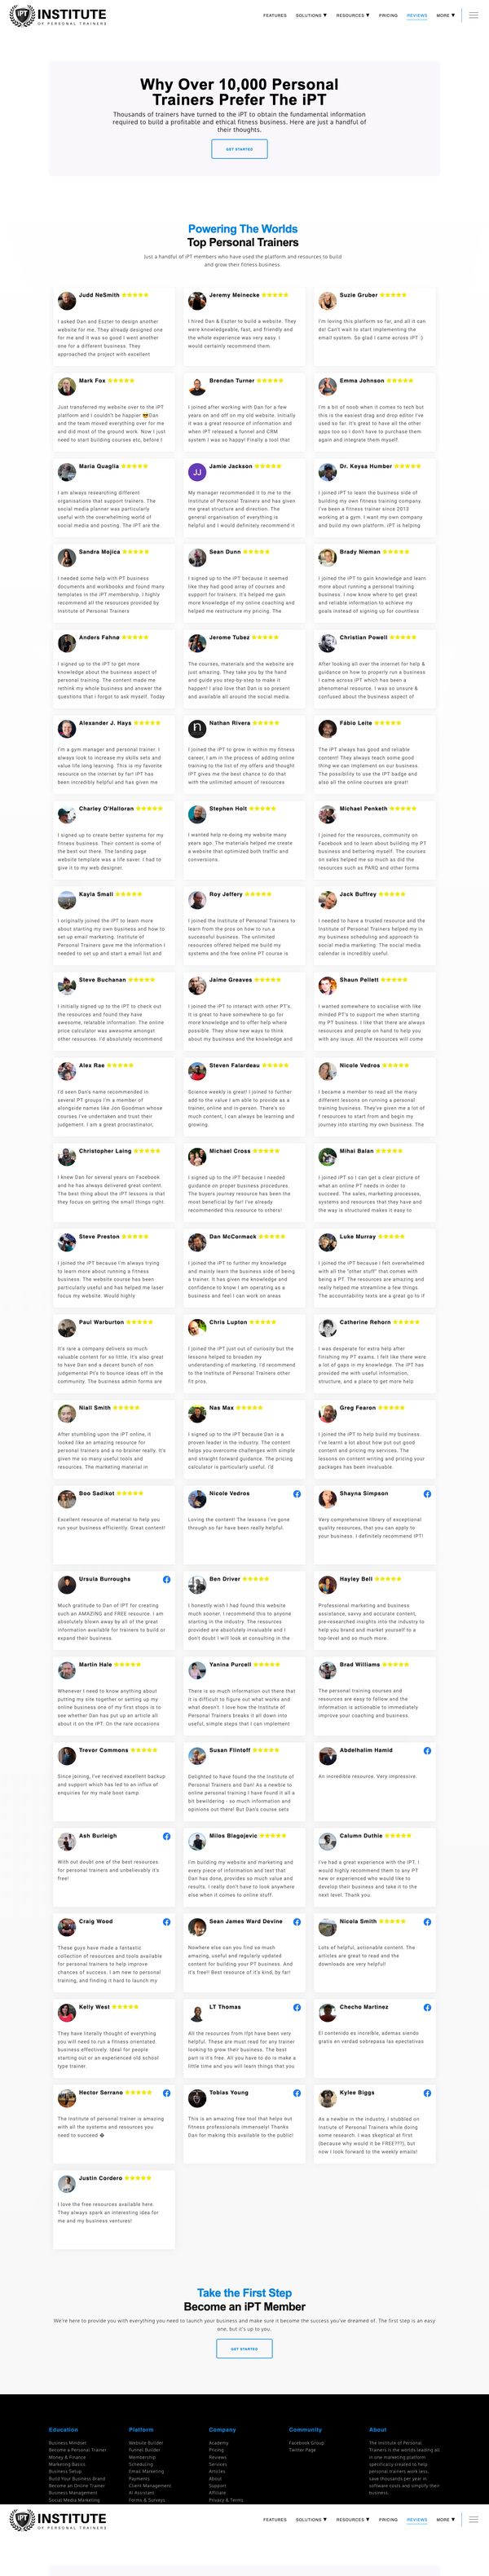 iPT INSTITUTE
OF PERSONAL TRAINERS
FEATURES SOLUTIONS ▼ RESOURCES ▼ PRICING REVIEWS MORE ▼
Why Over 10,000 Personal
Trainers Prefer The iPT
Thousands of trainers have turned to the iPT to obtain the fundamental information
required to build a profitable and ethical fitness business. Here are just a handful of
their thoughts.
GET STARTED
Powering The Worlds
Top Personal Trainers
Just a handful of iPT members who have used the platform and resources to build
and grow their fitness business.
Judd NeSmith
I asked Dan and Eszter to design another
website for me. They already designed one
for me and it was so good I went another
one for a different business. They
approached the project with excellent
Jeremy Meinecke
I hired Dan & Eszter to build a website. They
were knowledgeable, fast, and friendly and
the whole experience was very easy. I
would certainly recommend them.
Suzie Gruber
I'm loving this platform so far, and all it can
do! Can't wait to start implementing the
email system. So glad I came across IPT :)
Mark Fox
Just transformed my website over to the iPT
platform and I couldn't be happier 😎 Dan
and the team moved everything over for me
and did most of the ground work. Now I just
need to start building courses etc, before I
Brendan Turner
I joined after working with Dan for a few
years on and off on my old website. Initially
it was a great resource of information and
when IPT released a funnel and CRM
system I was so happy! Finally a tool that
Emma Johnson
I'm a bit of noob when it comes to tech but
this is the easiest drag and drop editor I've
used so far. It's great to have all the other
apps too so I don't have to purchase them
again and integrate them myself.
Maria Quaglia
I am always researching different
organisations that support trainers. The
social media planner was particularly
useful with the overwhelming world of
social media and posting. The iPT are the
JJ
Jamie Jackson
My manager recommended it to me to the
Institute of Personal Trainers and has given
me great structure and direction. The
general organisation of everything is
helpful and I would definitely recommend it
Dr. Keysa Humber
I joined iPT to learn the business side of
building my own fitness training company.
I've been a fitness trainer since 2013
working at a gym. I want my own company
and build my own platform. iPT is helping
Sandra Mojica
I needed some help with PT business
documents and workbooks and found many
templates in the iPT membership. I highly
recommend all the resources provided by
Institute of Personal Trainers
Sean Dunn
I signed up to the iPT because it seemed
like they had good array of courses and
support for trainers. It's helped me gain
more knowledge on my online coaching and
helped me restructure my pricing. The
Brady Nieman
I joined the iPT to gain knowledge and learn
more about running a personal training
business. I now know where to get great
and reliable information to achieve my
goals instead of signing up for countless
Anders Fahnø
I signed up to the iPT to get more
knowledge about the business aspect of
personal training. The content made me
rethink my whole business and answer the
questions that I forgot to ask myself. Today
Jerome Tubez
The courses, materials and the website are
just amazing. They take you by the hand
and guide you step-by-step to make it
happen! I also love that Dan is so present
and available all around the social media.
Christian Powell
After looking all over the internet for help &
guidance on how to properly run a business
I came across iPT which has been a
phenomenal resource. I was so unsure &
confused about the business aspect of
Alexander J. Hays
I'm a gym manager and personal trainer. I
always look to increase my skills sets and
value life long learning. This is my favorite
resource on the internet by far! IPT has
been incredibly helpful and has given me
Nathan Rivera
I joined the IPT to grow in within my fitness
career, I am in the process of adding online
training to the list of my offers and thought
IPT gives me the best chance to do that
with the unlimited amount of resources
Fábio Leite
The iPT always has good and reliable
content! They always teach some good
thing we can implement on our business.
The possibility to use the IPT badge and
also all the online courses are great!
Charley O'Halloran
I signed up to create better systems for my
fitness business. Their content is some of
the best out there. The landing page
website template was a life saver. I had to
give it to my web designer.
Stephen Holt
I wanted help re-doing my website many
years ago. The materials helped me create
a website that optimized both traffic and
conversions.
Michael Penketh
I joined for the resources, community on
Facebook and to learn about building my PT
business and bettering myself. The courses
on sales helped me so much as did the
resources such as PARQ and other forms
Kayla Small
I originally joined the IPT to learn more
about starting my own business and how to
set up email marketing. Institute of
Personal Trainers gave me the information I
needed to set up and start a email list and
Roy Jeffery
I joined the Institute of Personal Trainers to
learn from the pros on how to run a
successful business. The unlimited
resources offered helped me build my
systems and the free online PT course is
Jack Buffrey
I needed to have a trusted resource and the
Institute of Personal Trainers helped my in
my business scheduling and approach to
social marketing. The social media
calendar is incredibly useful.
Steve Buchanan
I initially signed up to the iPT to check out
the resources and found they have
awesome, relatable information. The online
price calculator was awesome amongst
other resources. I'd absolutely recommend
Jaime Greaves
I joined the iPT to interact with other PT's.
It is great to have somewhere to go for
more knowledge and to offer help where
possible. They show new ways to think
about my business and the knowledge and
Shaun Pellett
I wanted somewhere to socialise with like
minded PT's to support me when starting
my PT business. I like that there are always
resources and people on hand to help you
with any issue. All the resources will come
Alex Rae
I'd seen Dan's name recommended in
several PT groups I'm a member of
alongside names like Jon Goodman whose
courses I've undertaken and trust their
judgement. I am a great procrastinator,
Steven Falardeau
Science weekly is great! I joined to further
add to the value I am able to provide as a
trainer, online and in-person. There's so
much content, I can always be learning and
growing.
Nicole Vedros
I became a member to read all the many
different lessons on running a personal
training business. They've given me a lot of
f resources to start from and begin my
journey into starting my own business. The
Christopher Laing
I knew Dan for several years on Facebook
and he has always delivered great content.
The best thing about the iPT lessons is that
they focus on getting the small things right.
Michael Cross
I signed up to the IPT because I needed
guidance on proper business procedures.
The buyers journey resource has been the
most beneficial by far! I've already
recommended this resource to others!
Mihai Balan
I joined iPT so I can get a clear picture of
what an online PT needs in order to
succeed. The sales, marketing processes,
systems and resources that they have and
the way is structured makes it easy to
Steve Preston
I joined the iPT because I'm always trying
to learn more about running a fitness
business. The website course has been
particularly useful and has helped me laser
focus my website. Would highly
Dan McCormack
I joined the iPT to further my knowledge
and mainly learn the business side of being
a trainer. It has given me knowledge and
confidence to know I am operating as a
business and feel I can work on areas
Luke Murray
I joined the iPT because I felt overwhelmed
with all the "other stuff" that comes with
being a PT. The resources are amazing and
really helped me streamline a few things.
The accountability texts are a great go to if
Paul Warburton
It's rare a company delivers so much
valuable content for so little. It's also great
to have Dan and a decent bunch of non
judgemental Pt's to bounce ideas off in the
community. The business admin forms are
Chris Lupton
I joined the iPT just out of curiosity but the
lessons helped to broaden my
understanding of marketing. I'd recommend
to the Institute of Personal Trainers other
fit pros.
Catherine Rehorn
I was desperate for extra help after
finishing my PT exams. I felt like there were
a lot of gaps in my knowledge. The IPT has
provided me with useful information,
structure, and a place to get more help
Niall Smith
After stumbling upon the iPT online, it
looked like an amazing resource for
personal trainers and a no brainer really. It's
given me so many useful tools and
resources. The marketing material in
Nas Max
I signed up to the iPT because Dan is a
proven leader in the industry. The content
helps you overcome challenges with simple
and straight forward guidance. The pricing
calculator is particularly useful. I'd
Greg Fearon
I joined the iPT to help build my business.
I've learnt a lot about how put out good
content and pricing my services. The
lessons on content writing and pricing your
packages has been invaluable.
Boo Sadikot
Excellent resource of material to help you
run your business efficiently. Great content!
Nicole Vedros
Loving the content! The lessons I've gone
through so far have been really helpful.
Shayna Simpson
Very comprehensive library of exceptional
quality resources, that you can apply to
your business. I definitely recommend IPT!
Ursula Burroughs
Much gratitude to Dan of IPT for creating
such an AMAZING and FREE resource. I am
absolutely blown away by all of the great
information available for trainers to build or
expand their business.
Ben Driver
I honestly wish I had found this website
much sooner. I recommend this to anyone
starting in the industry. The resources
provided are absolutely invaluable and I
don't doubt I will look at consulting in the
Hayley Bell
Professional marketing and business
assistance, savvy and accurate content,
pre-researched insights into the industry to
help you brand and market yourself to a
top-level and so much more.
Martin Hale
Whenever I need to know anything about
putting my site together or setting up my
online business one of my first stops is to
see whether Dan has put up an article all
about it on the IPT. On the rare occasions
Yanina Purcell
There is so much information out there that
it is difficult to figure out what works and
what doesn't. I love how the Institute of
Personal Trainers breaks it all down into
useful, simple steps that I can implement
Brad Williams
The personal training courses and
resources are easy to follow and the
information is actionable to immediately
improve your coaching and business.
Trevor Commons
Since joining, I've received excellent backup
and support which has led to an influx of
enquiries for my male boot camp.
Susan Flintoff
Delighted to have found the the Institute of
Personal Trainers and Dan! As a newbie to
online personal training I have found it all a
bit bewildering - so much information and
opinions out there! But Dan's course sets
Abdelhalim Hamid
An incredible resource. Very impressive.
Ash Burleigh
With out doubt one of the best resources
for personal trainers and unbelievably it's
free!
Milos Blagojevic
I'm building my website and marketing and
every piece of information and text that
Dan has done, provides so much value and
results. I really don't have to look anywhere
else when it comes to online stuff.
Calumn Duthie
I've had a great experience with the IPT. I
would highly recommend them to any PT
new or experienced who would like to
develop their business and take it to the
next level. Thank you.
Craig Wood
These guys have made a fantastic
collection of resources and tools available
for personal trainers to help improve
chances of success. I am new to personal
training, and finding it hard to launch my
Sean James Ward Devine
Nowhere else can you find so much
amazing, useful and regularly updated
content for building your PT business. And
it's free!! Best resource of it's kind, by far!
Nicola Smith
Lots of helpful, actionable content. The
articles are great to read and the
downloads are very helpful!
Kelly West
They have literally thought of everything
you will need to run a fitness orientated
business effectively. Ideal for people
starting out or an experienced old school
type trainer.
LT Thomas
All the resources from ifpt have been very
helpful. These are must read for any trainer
looking to grow their business. The best
part is it's free. All you have to do is make a
little time and you will learn things that you
Checho Martinez
El contenido es increíble, ademas siendo
gratis en verdad sobrepasas las epectativas
Hector Serrano
The institute of personal trainer is amazing
with all the systems and resources you
need to succeed
Tobias Young
This is an amazing free tool that helps out
fitness professionals immensely! Thanks
Dan for making this available to the public!
Kylee Biggs
As a newbie in the industry, I stubbled on
Insitute of Personal Trainers while doing
some research. I was skeptical at first
(because why would it be FREE???), but
now I look forward to the weekly emails!
Justin Cordero
I love the free resources available here.
They always spark an interesting idea for
me and my business ventures!
Take the First Step
Become an iPT Member
We're here to provide you with everything you need to launch your business and make sure it become the success you've dreamed of. The first step is an easy
one, but it's up to you.
GET STARTED
Education
Business Mindset
Become a Personal Trainer
Money & Finance
Marketing Basics
Business Setup
Build Your Business Brand
Become an Online Trainer
Business Management
Social Media Marketing
Platform
Website Builder
Funnel Builder
Membership
Scheduling
Email Marketing
Payments
Client Management
AI Assistant
Forms & Surveys
Company
Academy
Pricing
Reviews
Services
Articles
About
Support
Affiliate
Privacy & Terms
Community
Facebook Group
Twitter Page
About
The Institute of Personal
Trainers is the worlds leading all
in one marketing platform
specifically created to help
personal trainers work less,
save thousands per year in
software costs and simplify their
business.
iPT INSTITUTE
OF PERSONAL TRAINERS
FEATURES SOLUTIONS ▼ RESOURCES ▼ PRICING REVIEWS MORE ▼